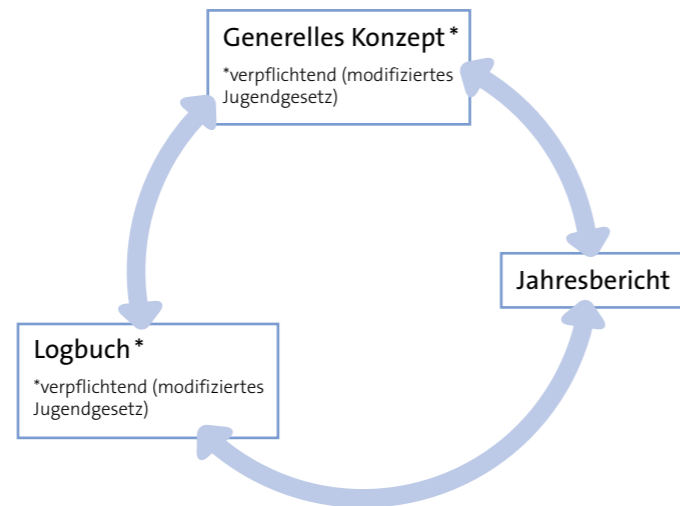 Generelles Konzept*
*verpflichtend (modifiziertes
Jugendgesetz)
Jahresbericht
Logbuch*
*verpflichtend (modifiziertes
Jugendgesetz)